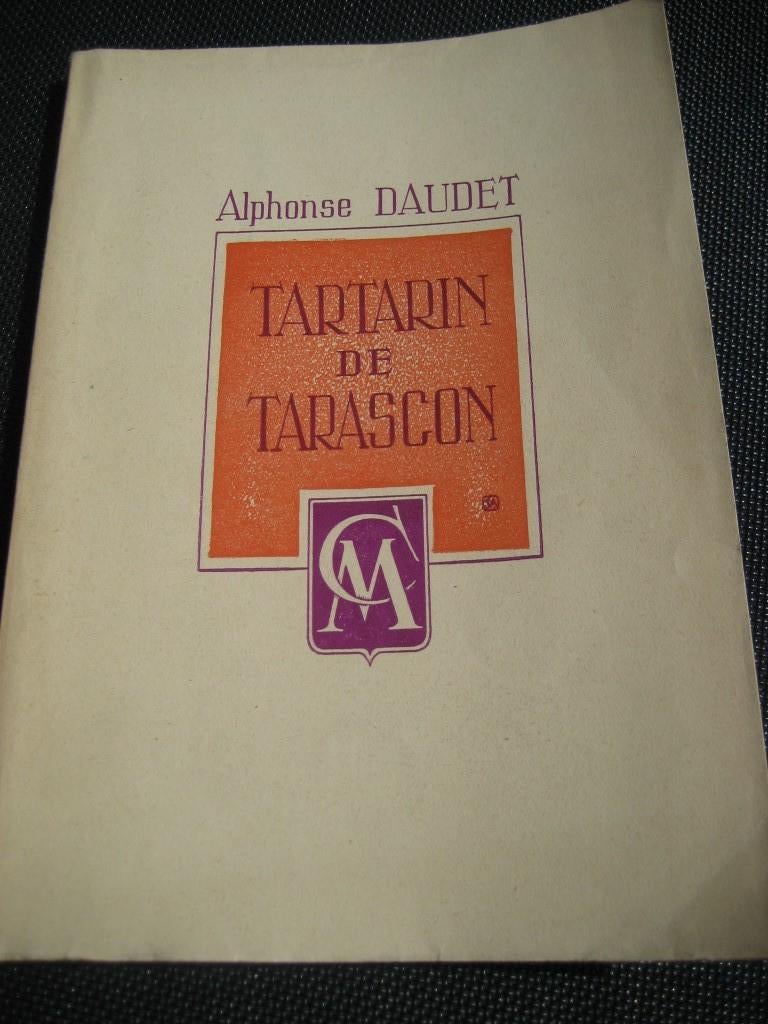 Alphonse DAUDET
TARTARIN
DE
TARASCON
CM